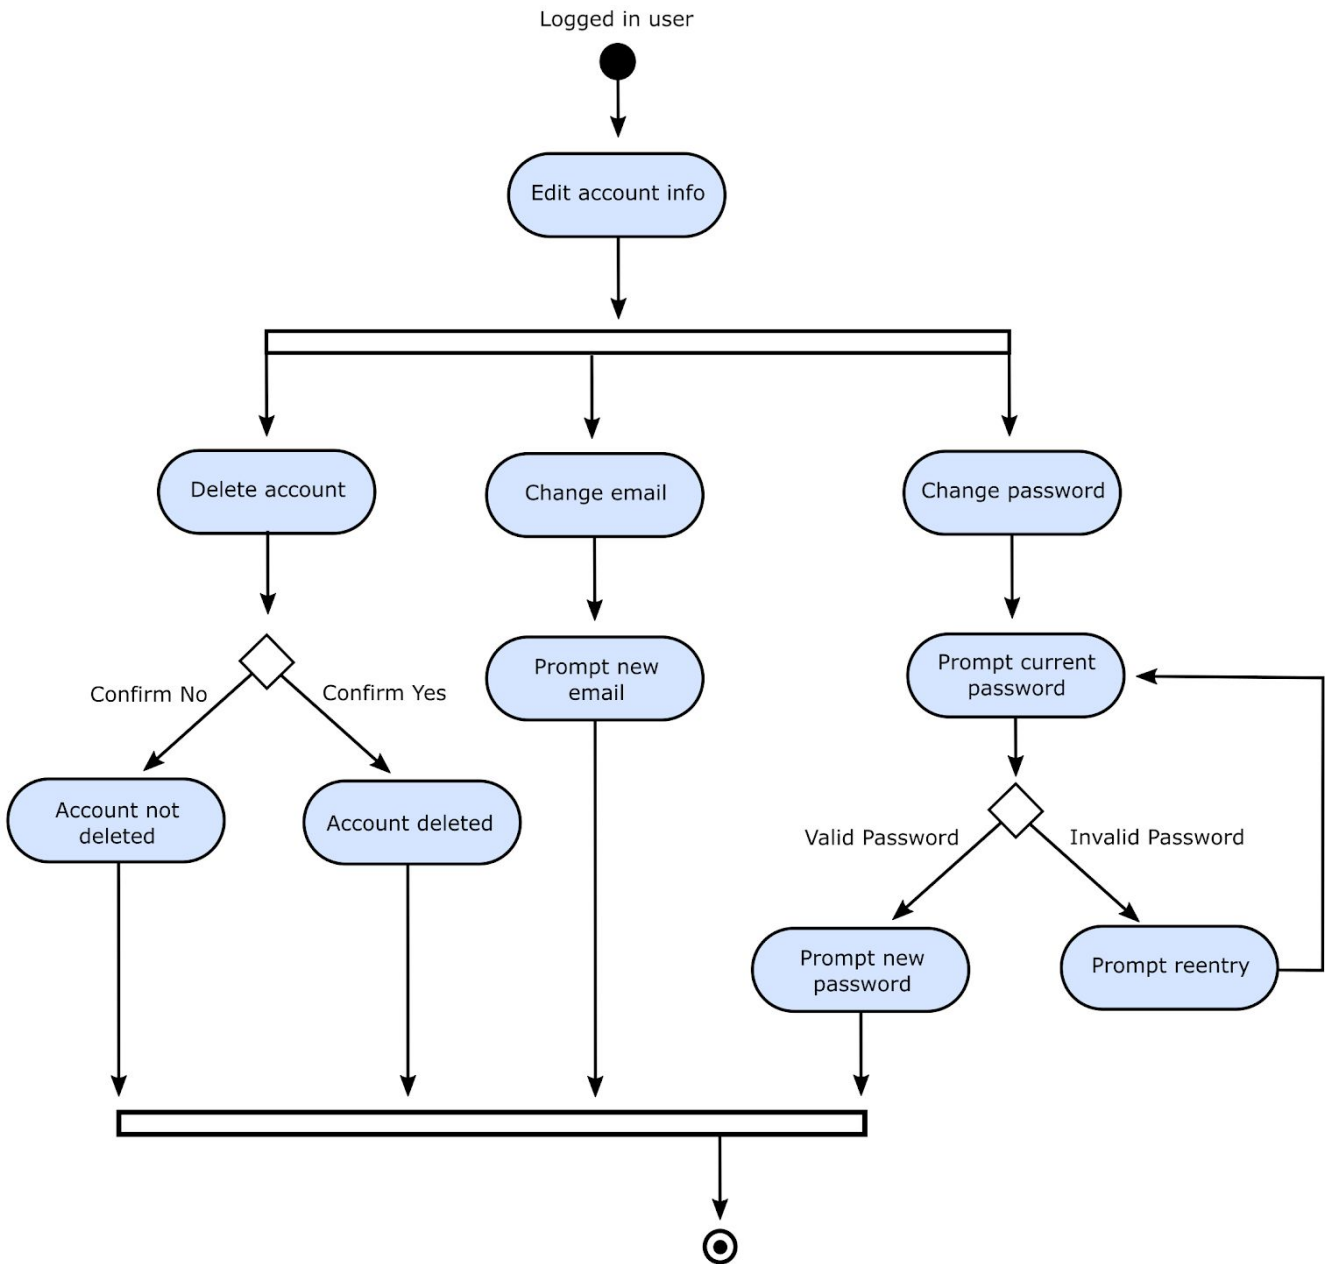 Logged in user
Edit account info
Delete account
Change email
Change password
Prompt new
email
Prompt current
password
Confirm No
Confirm Yes
Account not
deleted
Account deleted
Valid Password
Invalid Password
Prompt new
password
Prompt reentry